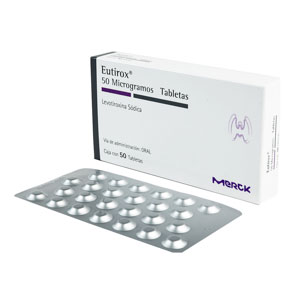 Eutirox®
50 Microgramos Tabletas
Levotiroxina Sódica
Vía de administración: ORAL
Caja con 50 Tabletas
MERCK